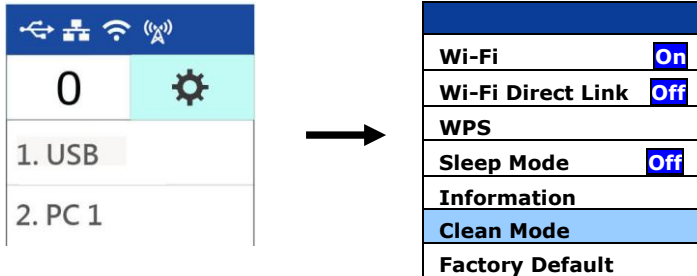 0
1. USB
2. PC 1
Wi-Fi On
Wi-Fi Direct Link Off
WPS
Sleep Mode Off
Information
Clean Mode
Factory Default